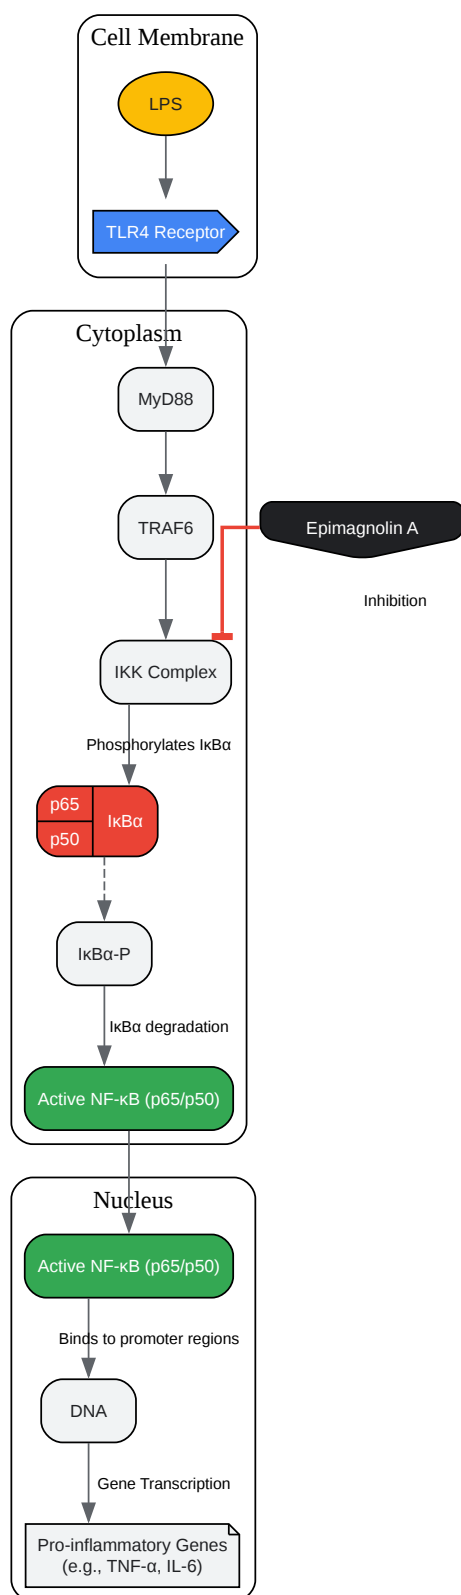 Cell Membrane
LPS
TLR4 Receptor
Cytoplasm
MyD88
TRAF6
Epimagnolin A
Inhibition
IKK Complex
Phosphorylates IκBα
p65
IκBα
p50
IκBα-P
IκBα degradation
Active NF-κB (p65/p50)
Nucleus
Active NF-κB (p65/p50)
Binds to promoter regions
DNA
Gene Transcription
Pro-inflammatory Genes
(e.g., TNF-α, IL-6)